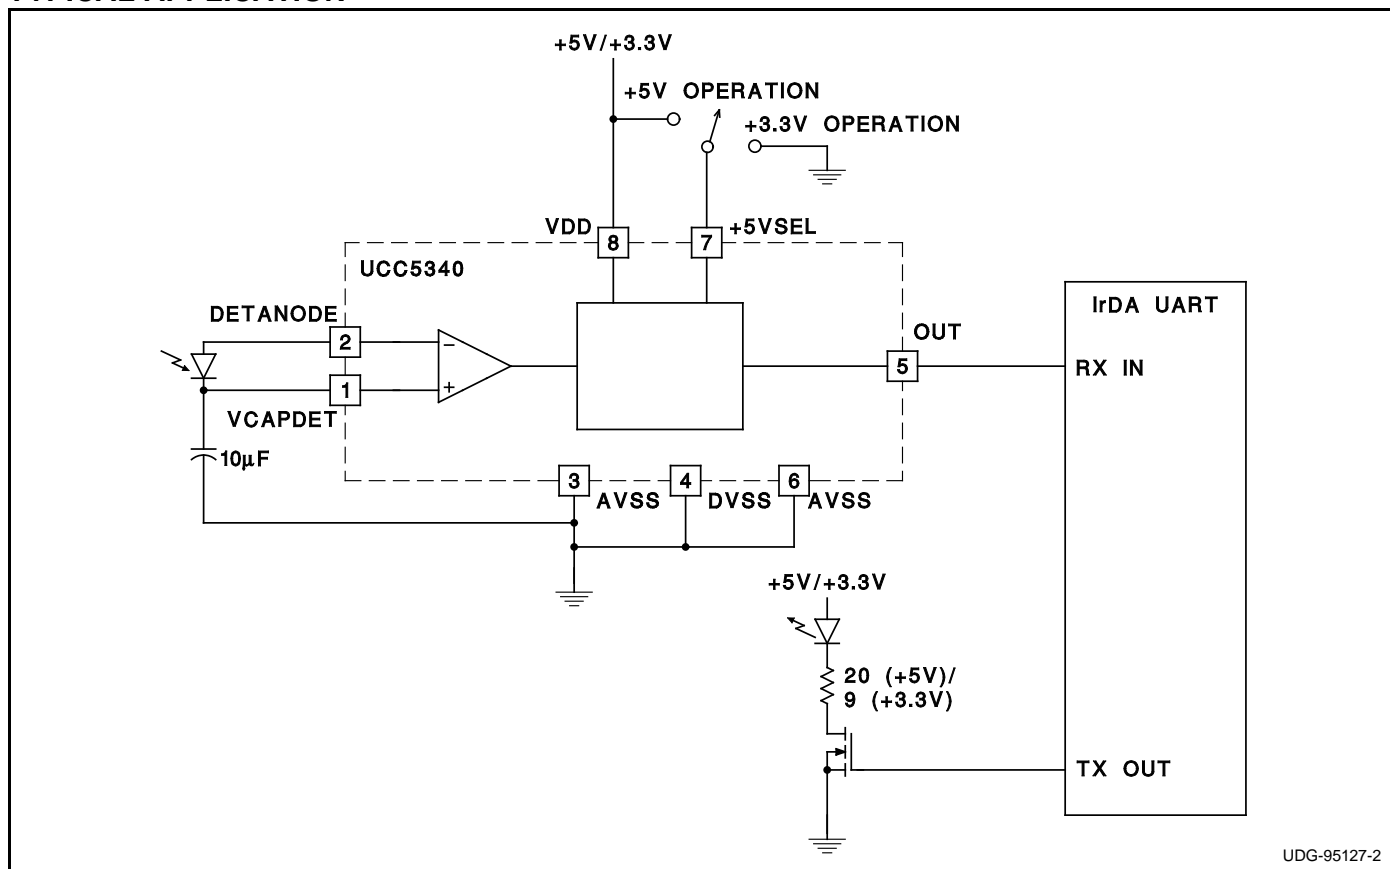 TYPICAL APPLICATION
+5V/+3.3V
+5V OPERATION
+3.3V OPERATION
VDD
8
7
+5VSEL
UCC5340
DETANODE
2
−
1
+
VCAPDET
10µF
OUT
5
IrDA UART
RX IN
3
AVSS
4
DVSS
6
AVSS
+5V/+3.3V
20 (+5V)/
9 (+3.3V)
TX OUT
UDG-95127-2